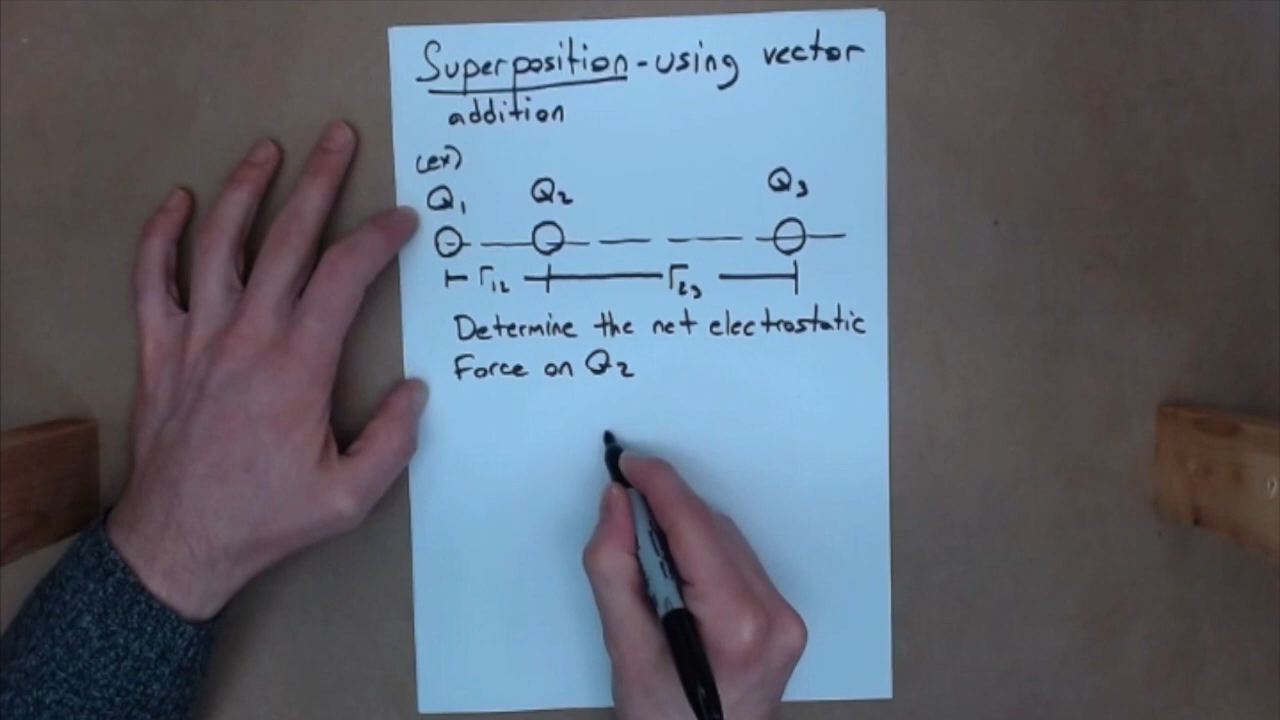 Superposition - using vector
addition
(ex)
Q₁ Q₂ Q₃
r₁₂ r₂₃
Determine the net electrostatic
Force on Q₂